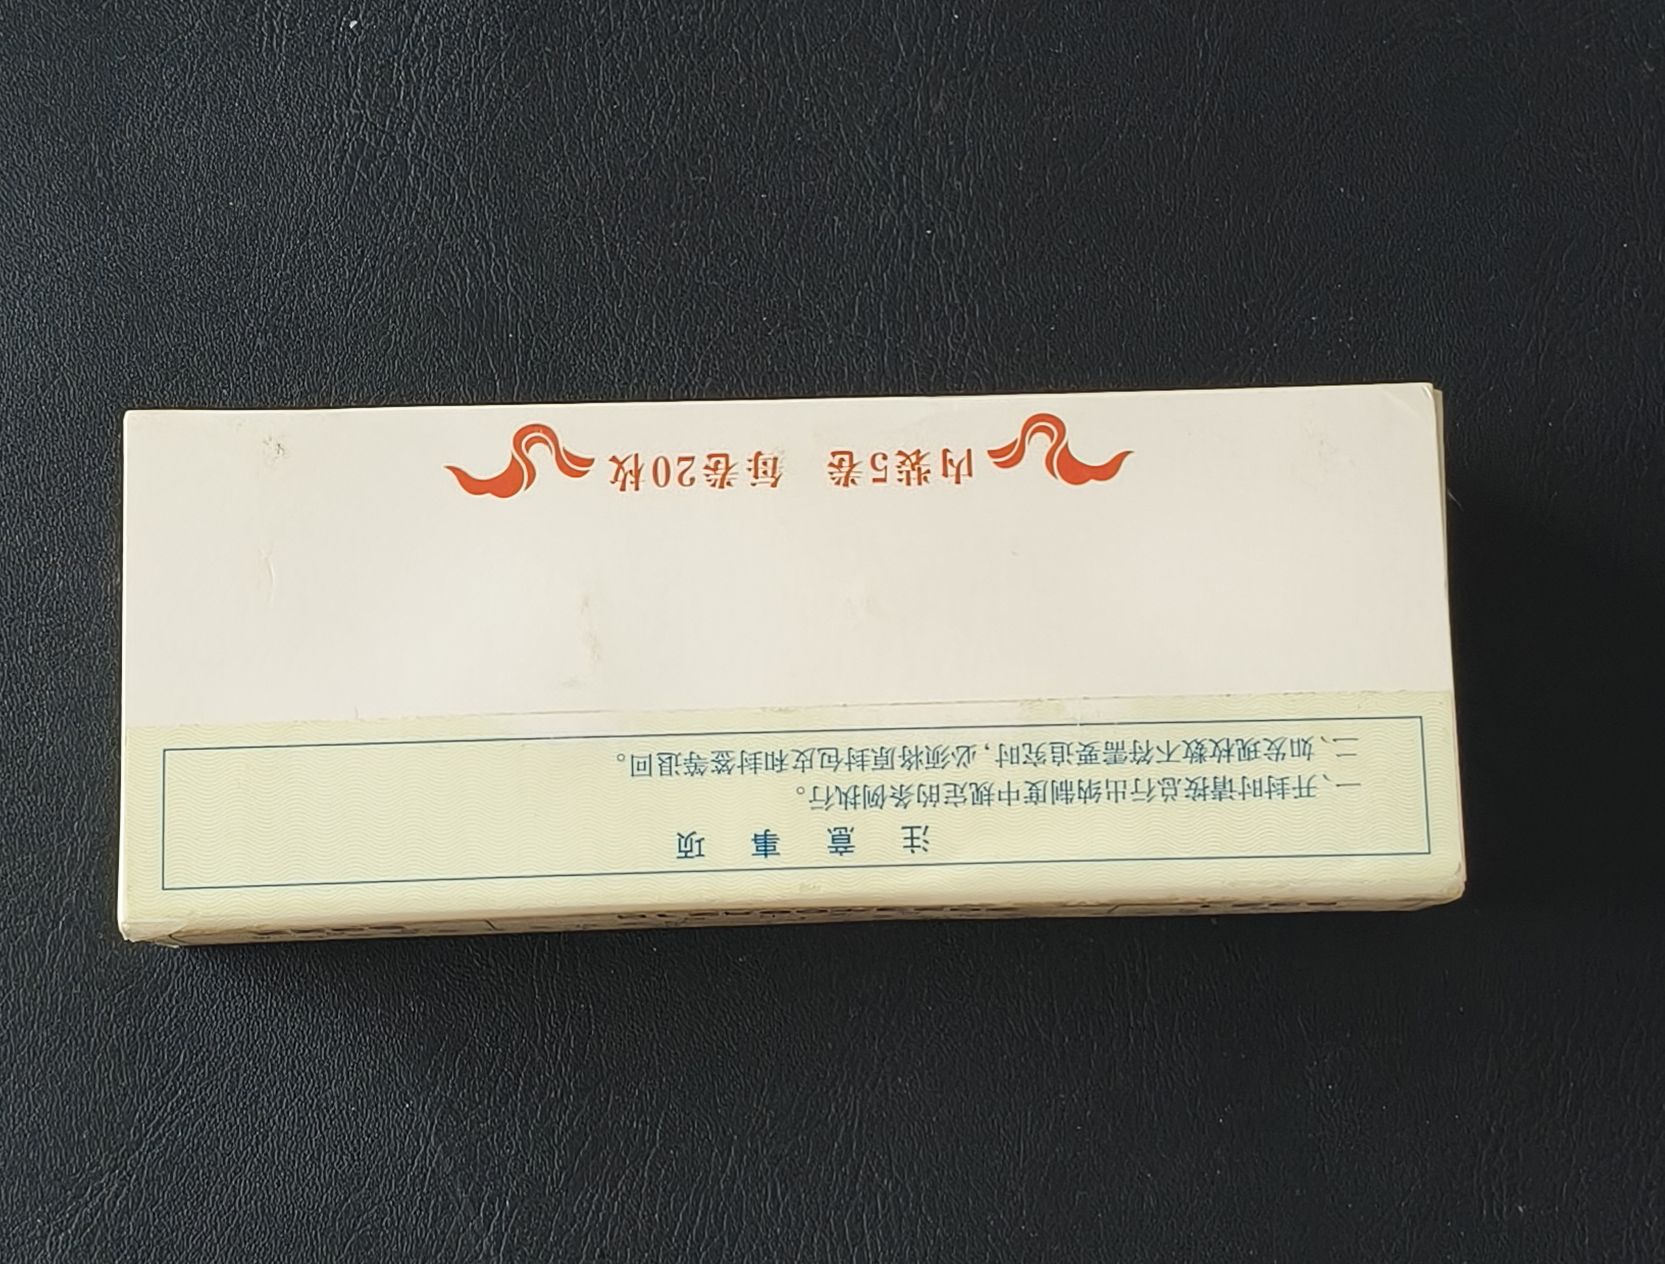 注意事项
一、开封时请按总行出纳制度中规定的条例执行。
二、如发现枚数不符需要追究时,必须将原封包皮和封签等退回。
内装5卷 每卷20枚